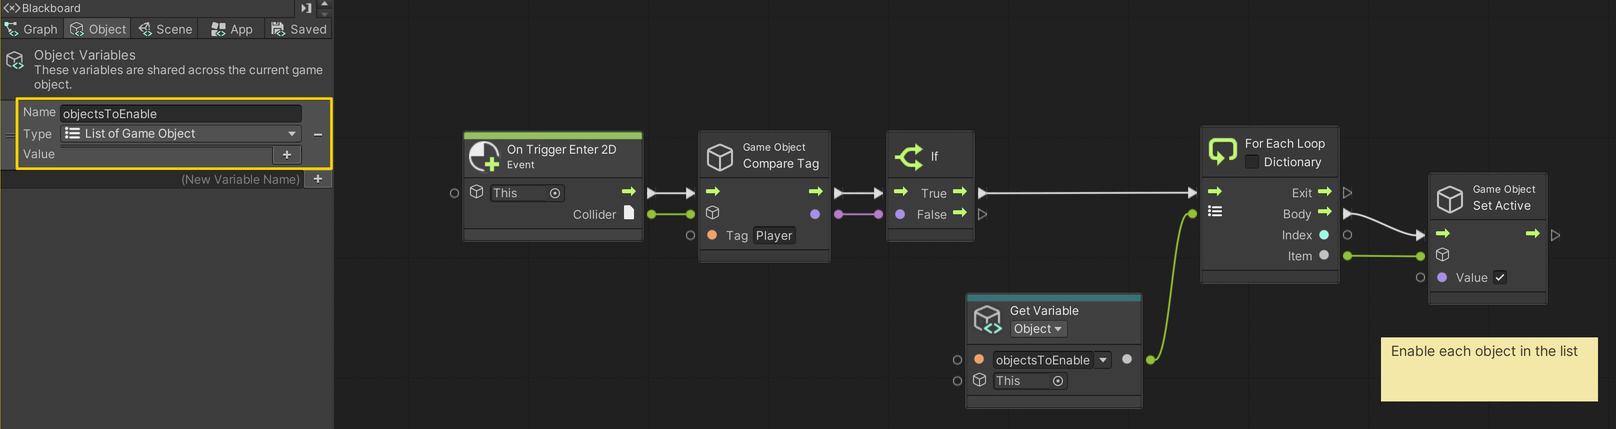 Blackboard
Graph
Object
Scene
App
Saved
Object Variables
These variables are shared across the current game
object.
Name objectsToEnable
Type List of Game Object
Value +
(New Variable Name) +
On Trigger Enter 2D
Event
This
Collider
Game Object
Compare Tag
Tag Player
If
True
False
Get Variable
Object
objectsToEnable
This
For Each Loop
Dictionary
Exit
Body
Index
Item
Game Object
Set Active
Value
Enable each object in the list